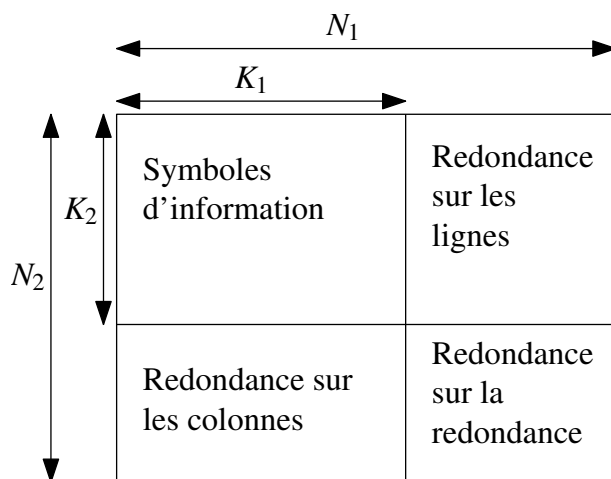 N₁
K₁
Symboles
d'information
Redondance
sur les
lignes
K₂
N₂
Redondance sur
les colonnes
Redondance
sur la
redondance